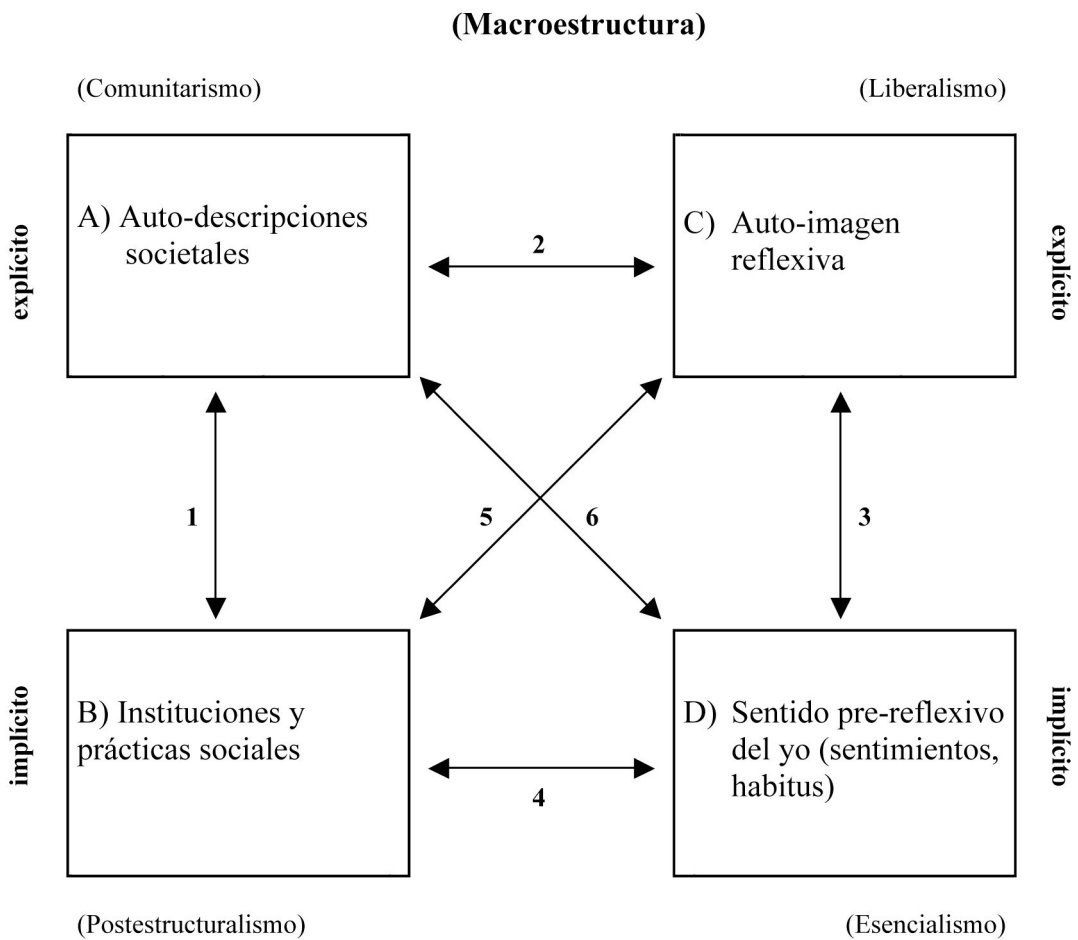 (Macroestructura)
(Comunitarismo)
(Liberalismo)
explícito
A) Auto-descripciones
societales
2
C) Auto-imagen
reflexiva
explícito
1
5
6
3
implícito
B) Instituciones y
prácticas sociales
4
D) Sentido pre-reflexivo
del yo (sentimientos,
habitus)
implícito
(Postestructuralismo)
(Esencialismo)